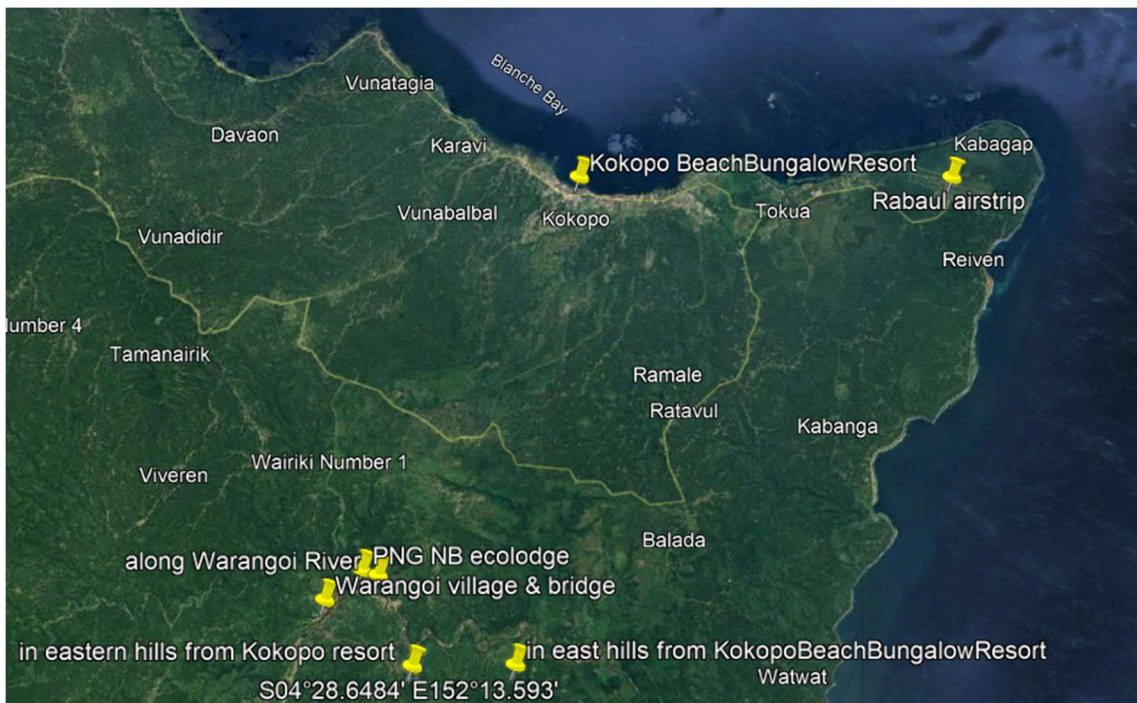 Vunatagia
Blanche Bay
Davaon
Karavi
Kabagap
Kokopo BeachBungalowResort
Rabaul airstrip
Vunabalbal
Kokopo
Tokua
Vunadidir
Reiven
lumber 4
Tamanairik
Ramale
Ratavul
Kabanga
Wairiki Number 1
Viveren
Balada
along Warangoi River
PNG NB ecolodge
Warangoi village & bridge
in eastern hills from Kokopo resort
in east hills from KokopoBeachBungalowResort
Watwat
S04°28.6484' E152°13.593'